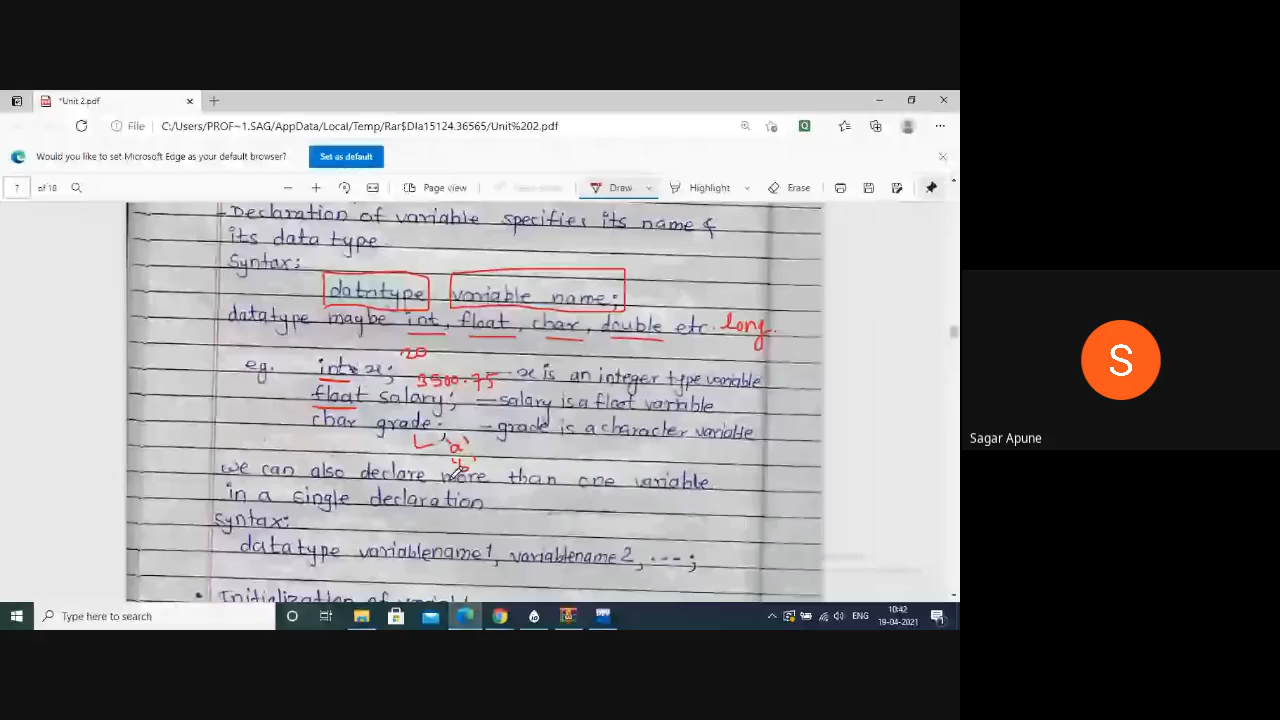 *Unit 2.pdf
File C:/Users/PROF~1.SAG/AppData/Local/Temp/Rar$DIa15124.36565/Unit%202.pdf
Would you like to set Microsoft Edge as your default browser? Set as default
7 of 18 Page view Draw Highlight Erase
- Declaration of variable specifies its name &
its data type
Syntax:
datatype variable name;
datatype maybe int, float, char, double etc. long.
20
eg. int x; x is an integer type variable
3500.75
float salary; - salary is a float variable
char grade; - grade is a character variable
'a'
'b'
we can also declare more than one variable
in a single declaration
Syntax:
datatype variablename1, variablename2, ---;
• Initialization of variable
Type here to search
ENG
10:42
19-04-2021
S
Sagar Apune